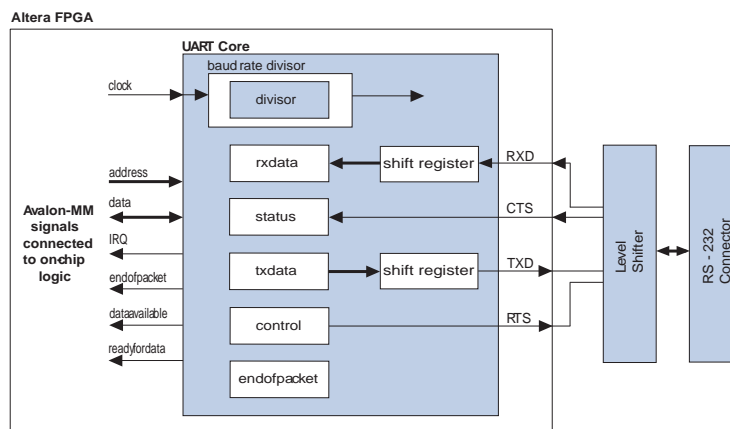 Altera FPGA
UART Core
baud rate divisor
clock
divisor
rxdata
shift register
RXD
address
data
status
CTS
Avalon-MM
signals
connected
to on-chip
logic
IRQ
txdata
shift register
TXD
endofpacket
dataavailable
control
RTS
readyfordata
endofpacket
Level
Shifter
RS - 232
Connector